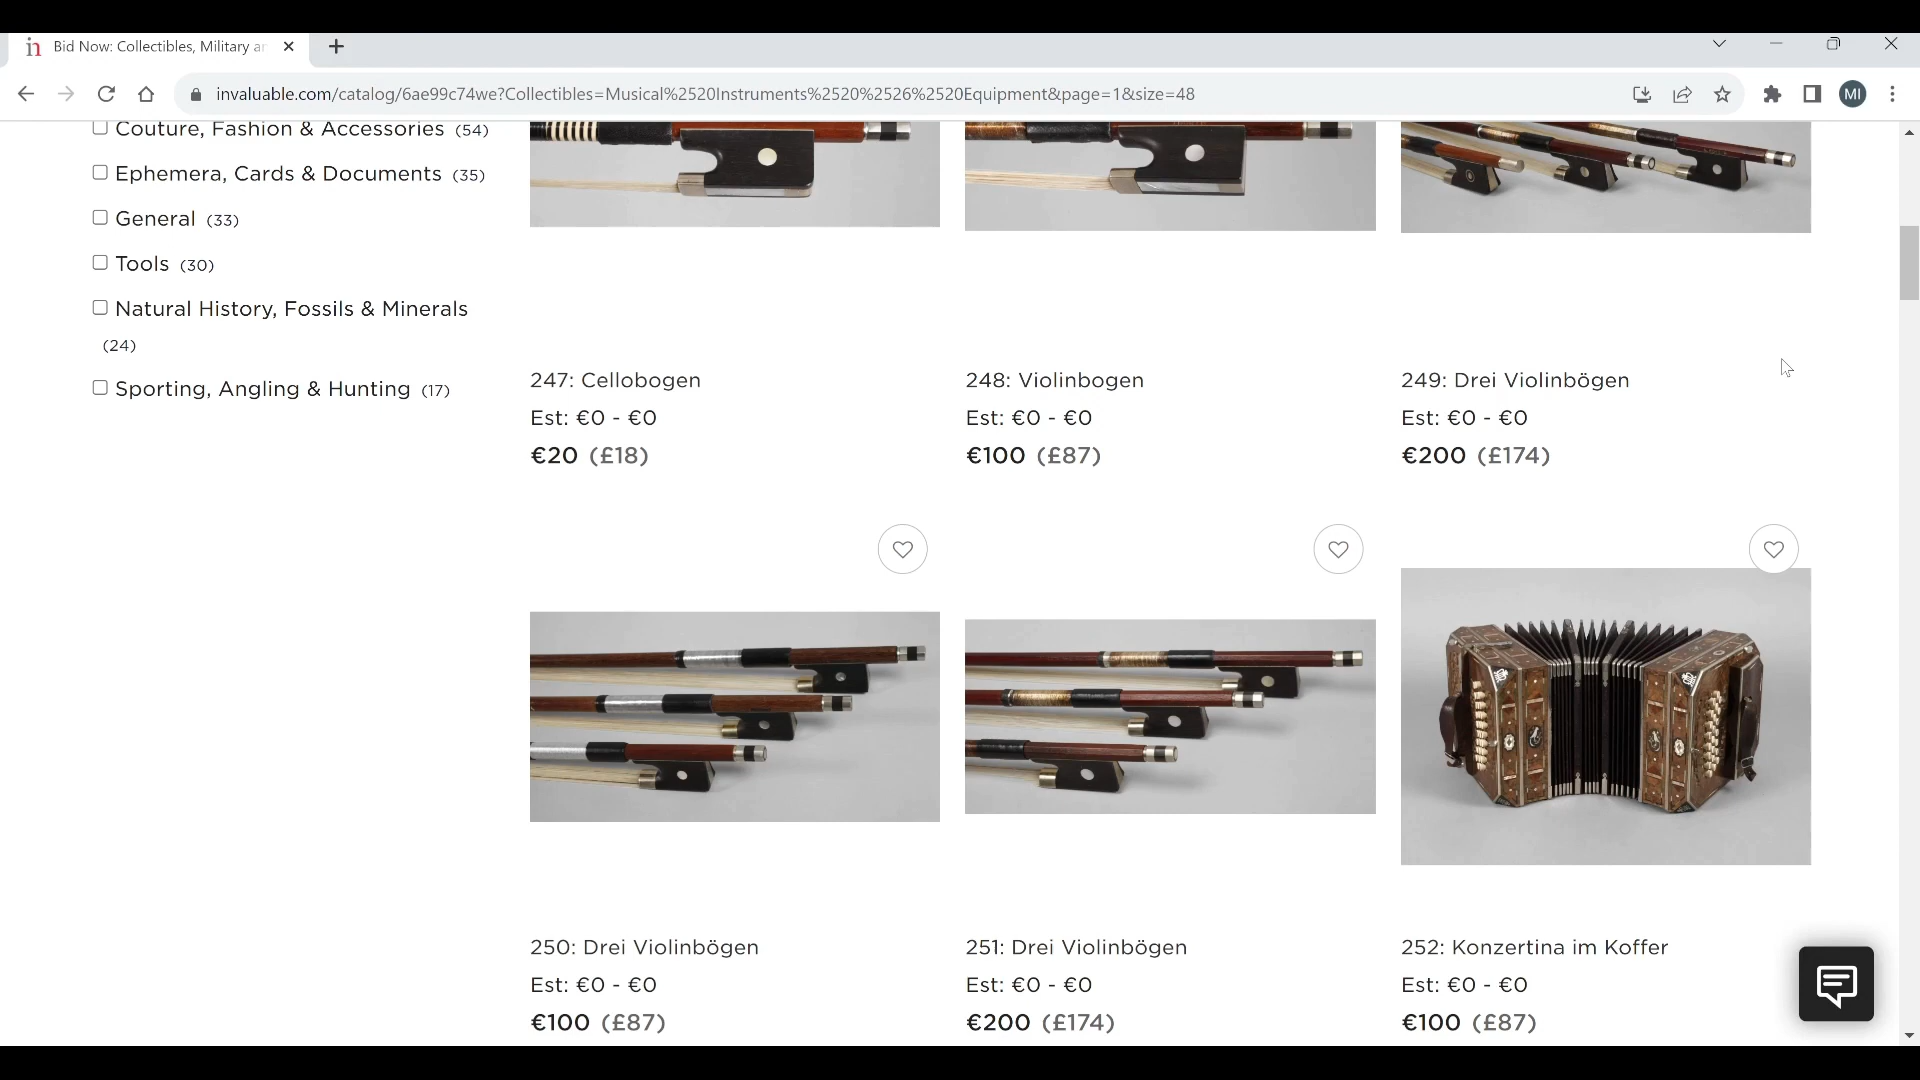 Bid Now: Collectibles, Military ar
invaluable.com/catalog/6ae99c74we?Collectibles=Musical%2520Instruments%2520%2526%2520Equipment&page=1&size=48
MI
Couture, Fashion & Accessories (54)
Ephemera, Cards & Documents (35)
General (33)
Tools (30)
Natural History, Fossils & Minerals
(24)
Sporting, Angling & Hunting (17)
247: Cellobogen
Est: €0 - €0
€20 (£18)
248: Violinbogen
Est: €0 - €0
€100 (£87)
249: Drei Violinbögen
Est: €0 - €0
€200 (£174)
250: Drei Violinbögen
Est: €0 - €0
€100 (£87)
251: Drei Violinbögen
Est: €0 - €0
€200 (£174)
252: Konzertina im Koffer
Est: €0 - €0
€100 (£87)